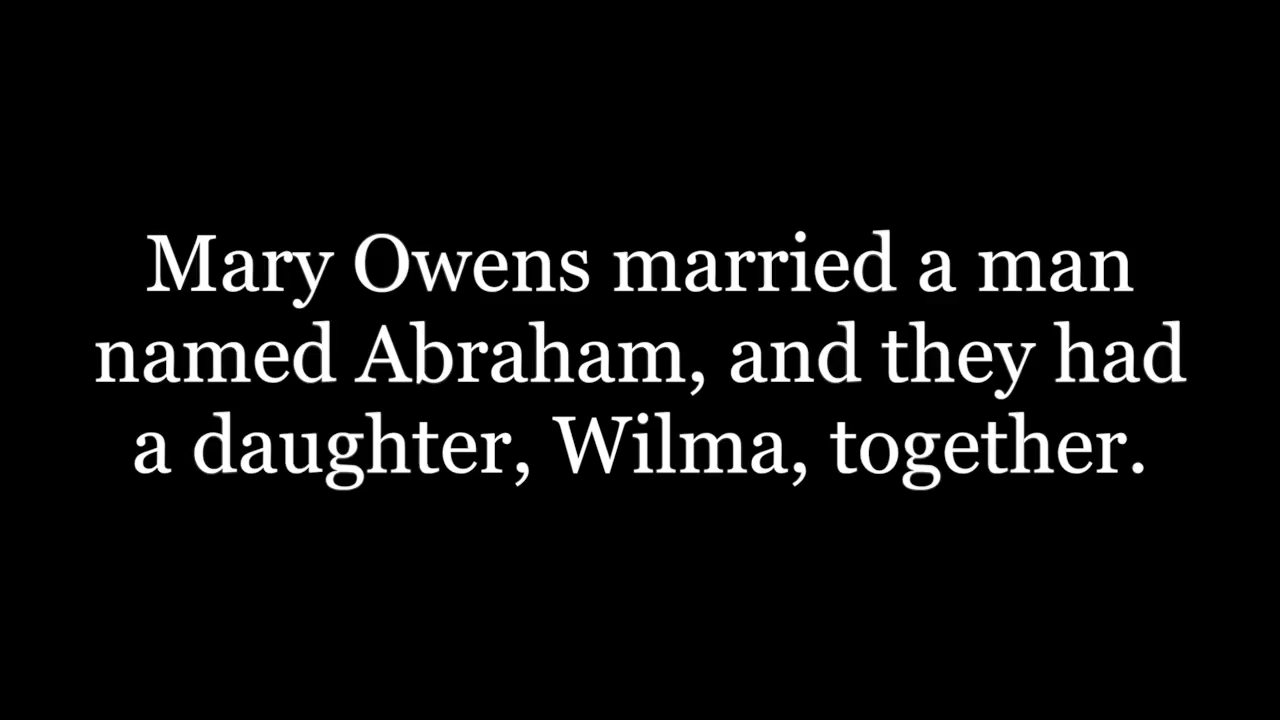 Mary Owens married a man
named Abraham, and they had
a daughter, Wilma, together.